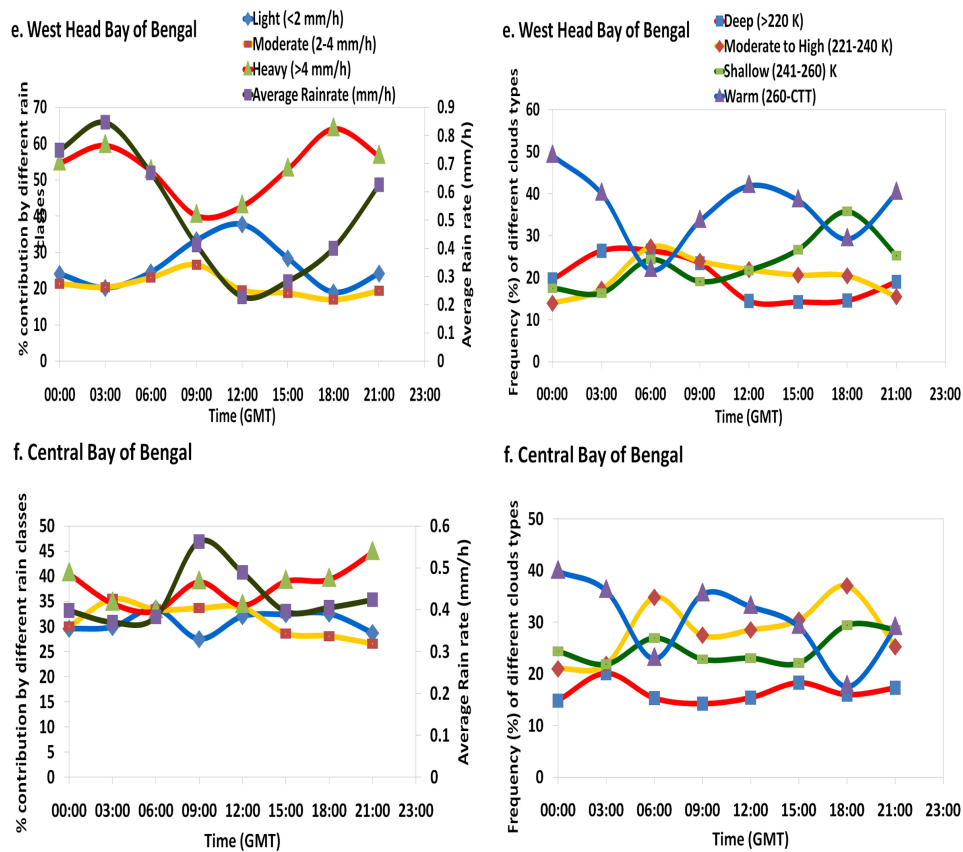 e. West Head Bay of Bengal
Light (<2 mm/h)
Moderate (2-4 mm/h)
Heavy (>4 mm/h)
Average Rainrate (mm/h)
% contribution by different rain
classes
70
60
50
40
30
20
10
0
0.9
0.8
0.7
0.6
0.5
0.4
0.3
0.2
0.1
0
Average Rain rate (mm/h)
00:00 03:00 06:00 09:00 12:00 15:00 18:00 21:00 23:00
Time (GMT)
e. West Head Bay of Bengal
Deep (>220 K)
Moderate to High (221-240 K)
Shallow (241-260) K
Warm (260-CTT)
Frequency (%) of different clouds types
60
50
40
30
20
10
0
00:00 03:00 06:00 09:00 12:00 15:00 18:00 21:00 23:00
Time (GMT)
f. Central Bay of Bengal
% contribution by different rain classes
50
45
40
35
30
25
20
15
10
5
0
0.6
0.5
0.4
0.3
0.2
0.1
0
Average Rain rate (mm/h)
00:00 03:00 06:00 09:00 12:00 15:00 18:00 21:00 23:00
Time (GMT)
f. Central Bay of Bengal
Frequency (%) of different clouds types
50
40
30
20
10
0
00:00 03:00 06:00 09:00 12:00 15:00 18:00 21:00 23:00
Time (GMT)